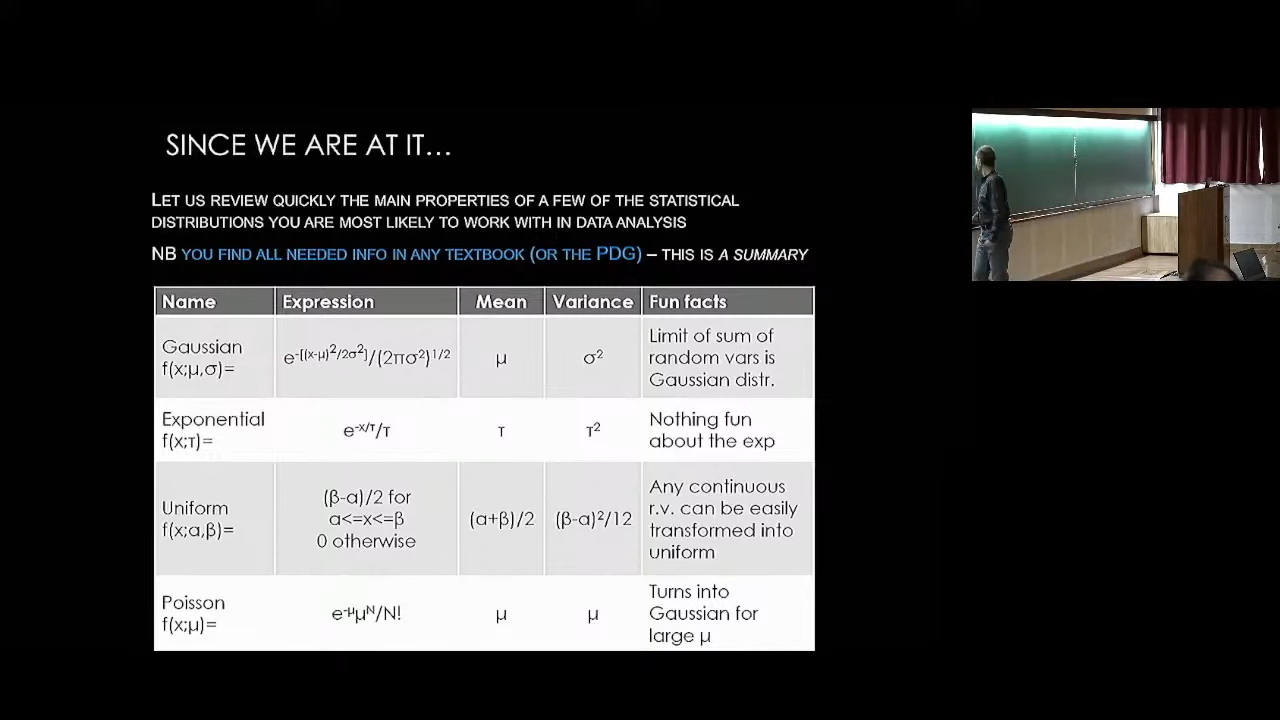 SINCE WE ARE AT IT…
LET US REVIEW QUICKLY THE MAIN PROPERTIES OF A FEW OF THE STATISTICAL
DISTRIBUTIONS YOU ARE MOST LIKELY TO WORK WITH IN DATA ANALYSIS
NB YOU FIND ALL NEEDED INFO IN ANY TEXTBOOK (OR THE PDG) – THIS IS A SUMMARY
Name Expression Mean Variance Fun facts
Gaussian
f(x;μ,σ)=
e^-[(x-μ)²/2σ²]/(2πσ²)^1/2
μ
σ²
Limit of sum of
random vars is
Gaussian distr.
Exponential
f(x;τ)=
e^-x/τ/τ
τ
τ²
Nothing fun
about the exp
Uniform
f(x;α,β)=
(β-α)/2 for
α<=x<=β
0 otherwise
(α+β)/2
(β-α)²/12
Any continuous
r.v. can be easily
transformed into
uniform
Poisson
f(x;μ)=
e^-μμ^N/N!
μ
μ
Turns into
Gaussian for
large μ